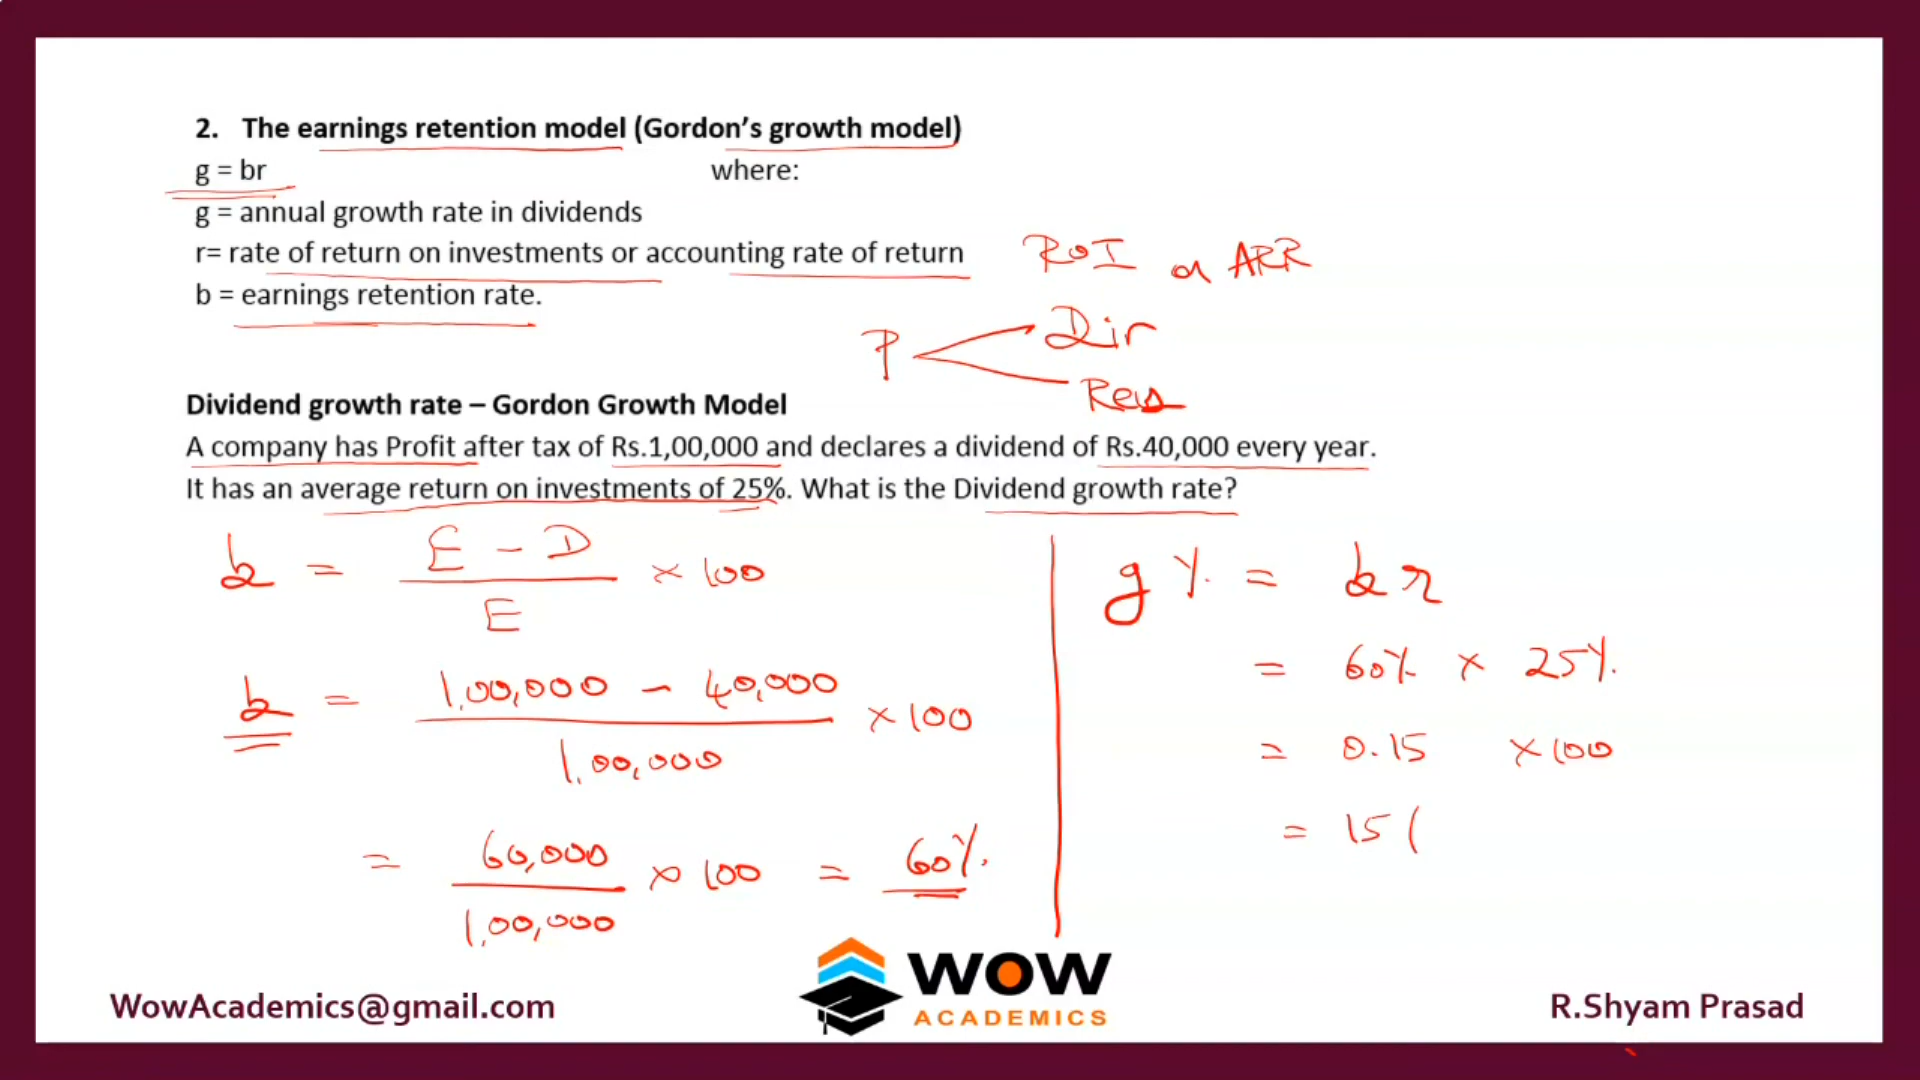 2. The earnings retention model (Gordon's growth model)
g = br where:
g = annual growth rate in dividends
r= rate of return on investments or accounting rate of return
ROI or ARR
b = earnings retention rate.
P Div
Res
Dividend growth rate – Gordon Growth Model
A company has Profit after tax of Rs.1,00,000 and declares a dividend of Rs.40,000 every year.
It has an average return on investments of 25%. What is the Dividend growth rate?
b = E - D / E × 100
b = 1,00,000 - 40,000 / 1,00,000 × 100
= 60,000 / 1,00,000 × 100 = 60%.
g % = br
= 60% × 25%
= 0.15 × 100
= 15 (
WowAcademics@gmail.com
WOW
ACADEMICS
R.Shyam Prasad